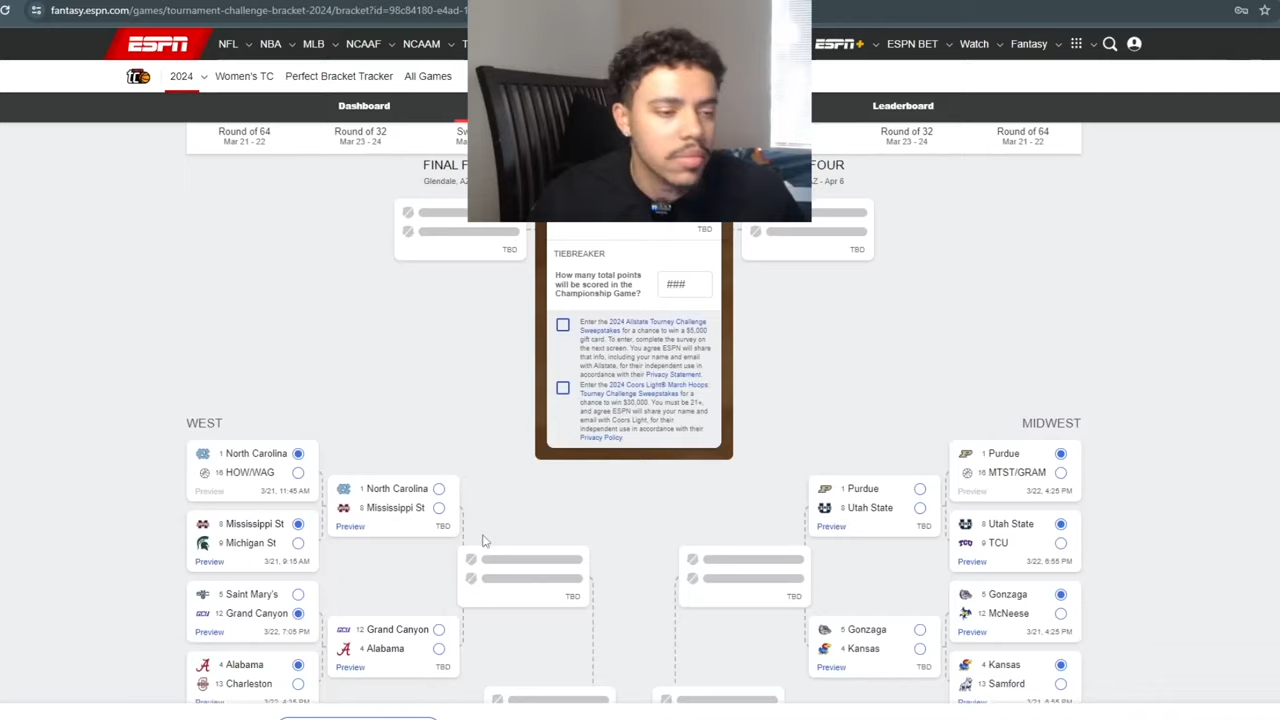 fantasy.espn.com/games/tournament-challenge-bracket-2024/bracket?id=98c84180-e4ad-1
ESPN NFL NBA MLB NCAAF NCAAM ESPN+ ESPN BET Watch Fantasy
2024 Women's TC Perfect Bracket Tracker All Games
Dashboard Leaderboard
Round of 64 Round of 32 Round of 32 Round of 64
Mar 21 - 22 Mar 23 - 24 Mar 23 - 24 Mar 21 - 22
FINAL F OUR
Glendale, AZ Z - Apr 6
TBD TBD TBD
TIEBREAKER
How many total points
will be scored in the
Championship Game?
###
Enter the 2024 Allstate Tourney Challenge
Sweepstakes for a chance to win a $5,000
gift card. To enter, complete the survey on
the next screen. You agree ESPN will share
that info, including your name and email
with Allstate, for their independent use in
accordance with their Privacy Statement.
Enter the 2024 Coors Light® March Hoops:
Tourney Challenge Sweepstakes for a
chance to win $30,000. You must be 21+,
and agree ESPN will share your name and
email with Coors Light, for their
independent use in accordance with their
Privacy Policy.
WEST
1 North Carolina
16 HOW/WAG
Preview 3/21, 11:45 AM
8 Mississippi St
9 Michigan St
Preview 3/21, 9:15 AM
5 Saint Mary's
12 Grand Canyon
Preview 3/22, 7:05 PM
4 Alabama
13 Charleston
1 North Carolina
8 Mississippi St
Preview TBD
12 Grand Canyon
4 Alabama
Preview TBD
TBD
MIDWEST
TBD
1 Purdue
8 Utah State
Preview TBD
5 Gonzaga
4 Kansas
Preview TBD
1 Purdue
16 MTST/GRAM
Preview 3/22, 4:25 PM
8 Utah State
9 TCU
Preview 3/22, 6:55 PM
5 Gonzaga
12 McNeese
Preview 3/21, 4:25 PM
4 Kansas
13 Samford